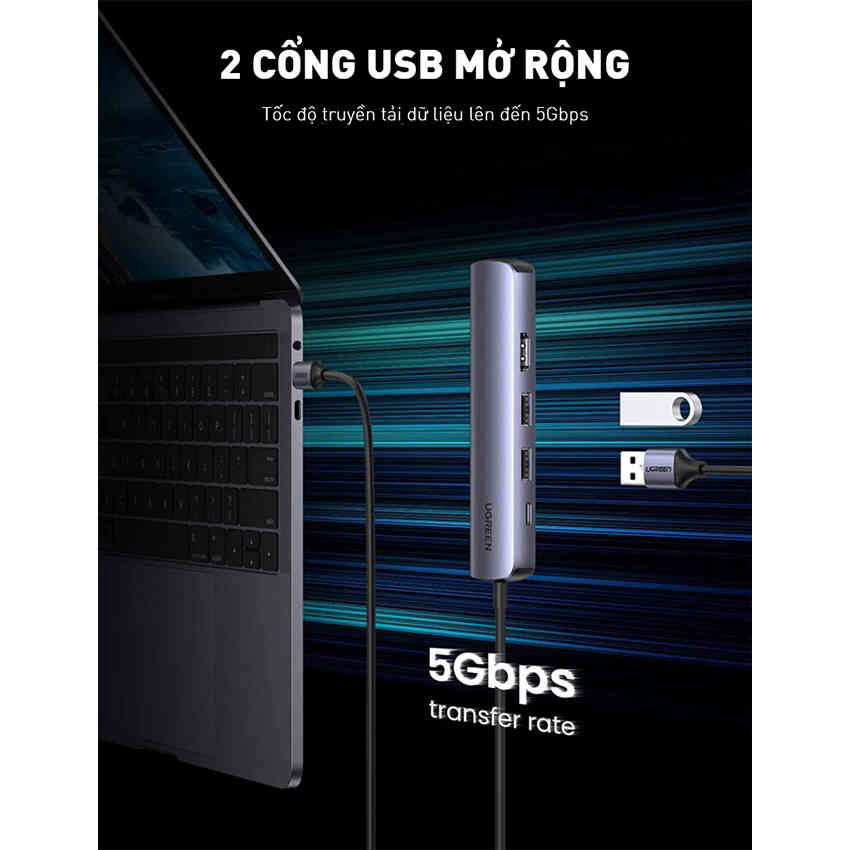 2 CỔNG USB MỞ RỘNG
Tốc độ truyền tải dữ liệu lên đến 5Gbps
UGREEN
UGREEN
5Gbps
transfer rate